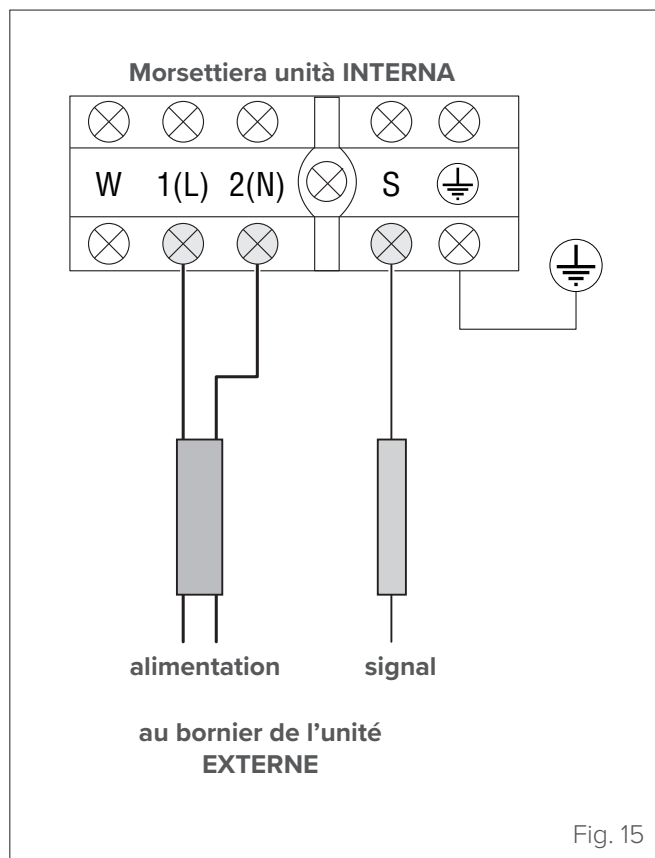 Morsettiera unità INTERNA
W 1(L) 2(N) S
alimentation signal
au bornier de l’unité
EXTERNE
Fig. 15